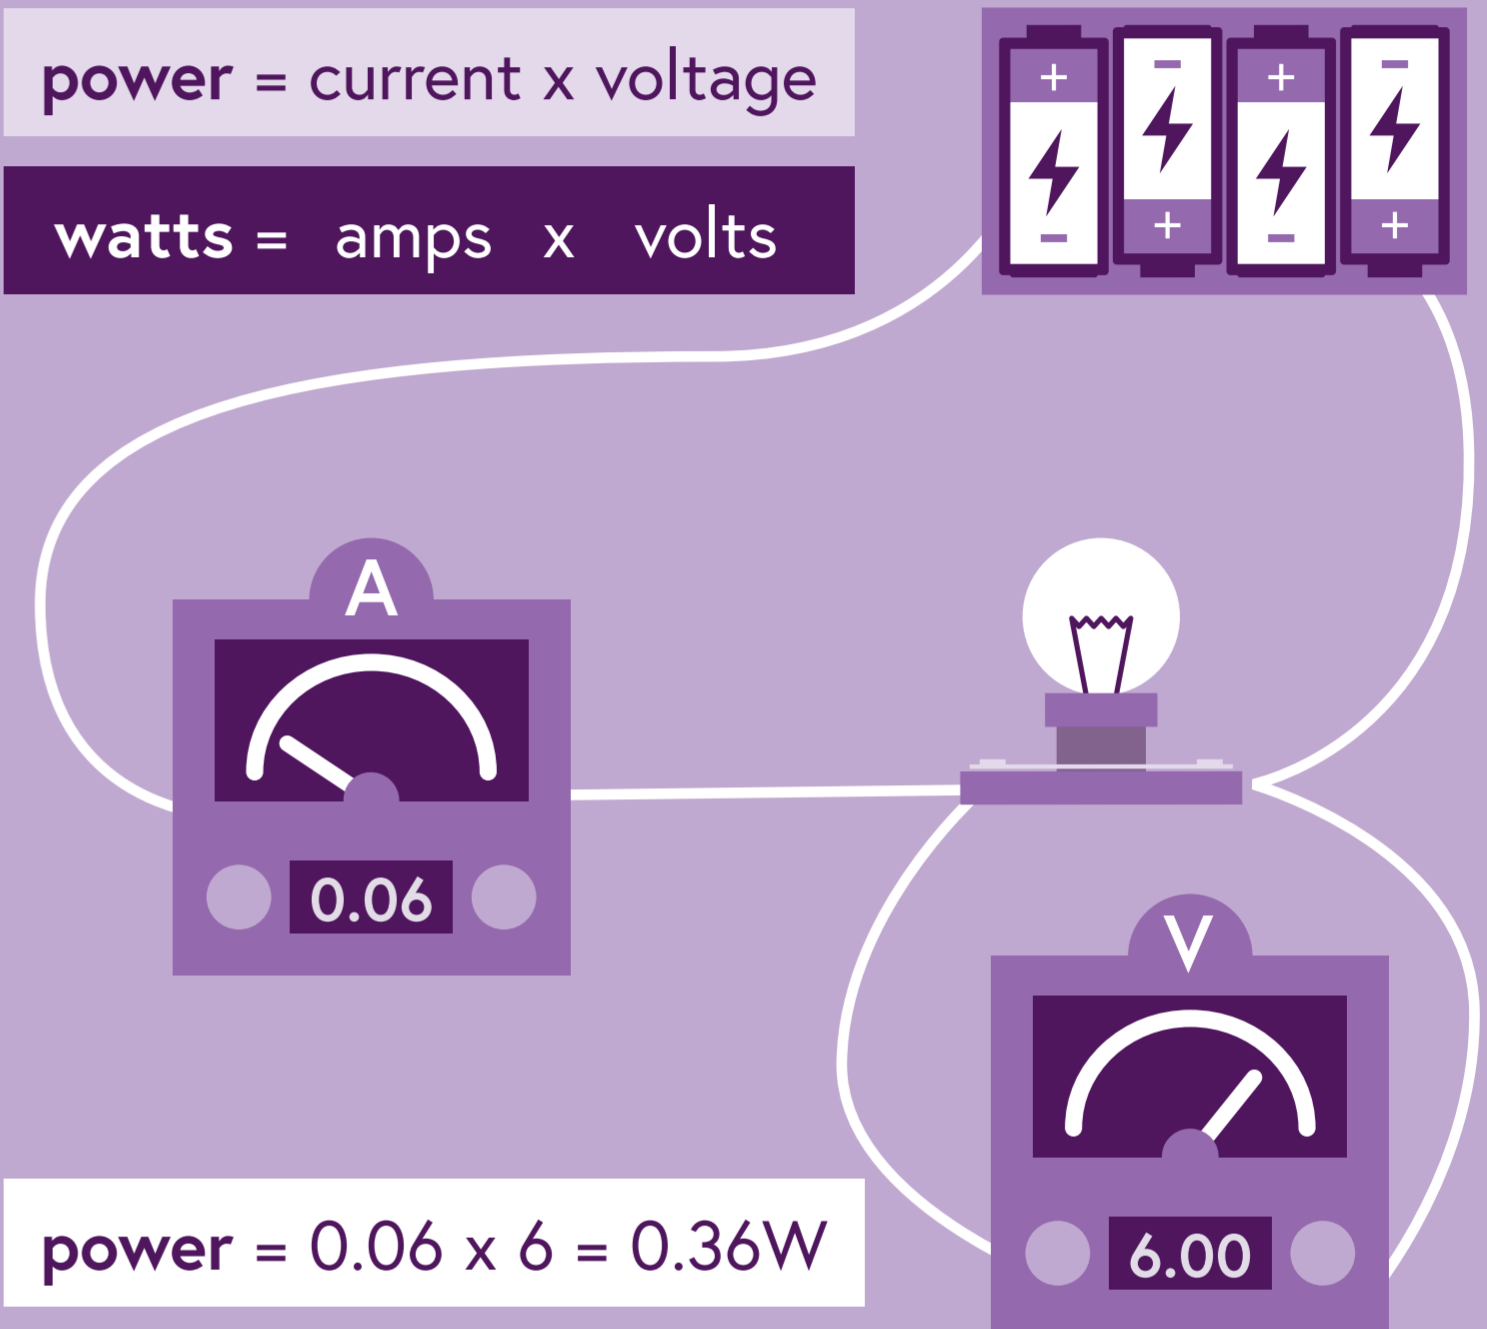 power = current x voltage
watts = amps x volts
+ - + -
- + - +
A
0.06
V
6.00
power = 0.06 x 6 = 0.36W